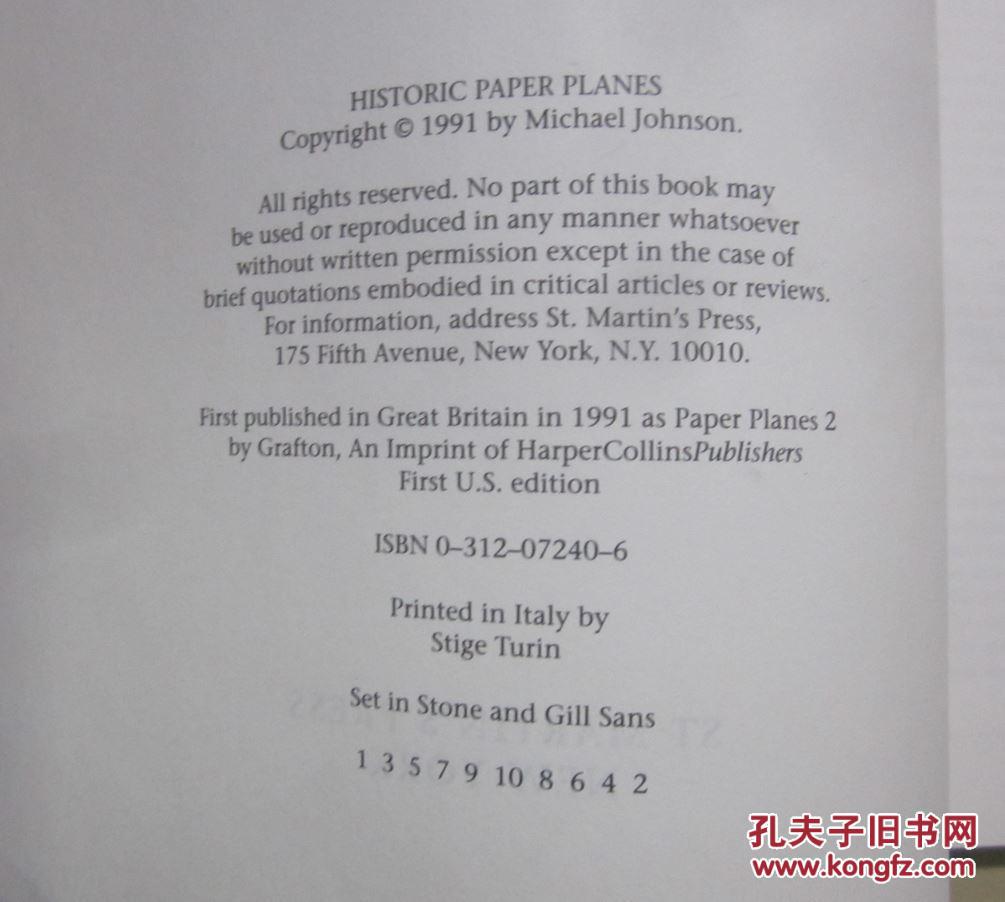 HISTORIC PAPER PLANES
Copyright © 1991 by Michael Johnson.
All rights reserved. No part of this book may
be used or reproduced in any manner whatsoever
without written permission except in the case of
brief quotations embodied in critical articles or reviews.
For information, address St. Martin's Press,
175 Fifth Avenue, New York, N.Y. 10010.
First published in Great Britain in 1991 as Paper Planes 2
by Grafton, An Imprint of HarperCollinsPublishers
First U.S. edition
ISBN 0–312–07240–6
Printed in Italy by
Stige Turin
Set in Stone and Gill Sans
1 3 5 7 9 10 8 6 4 2
孔夫子旧书网
www.kongfz.com